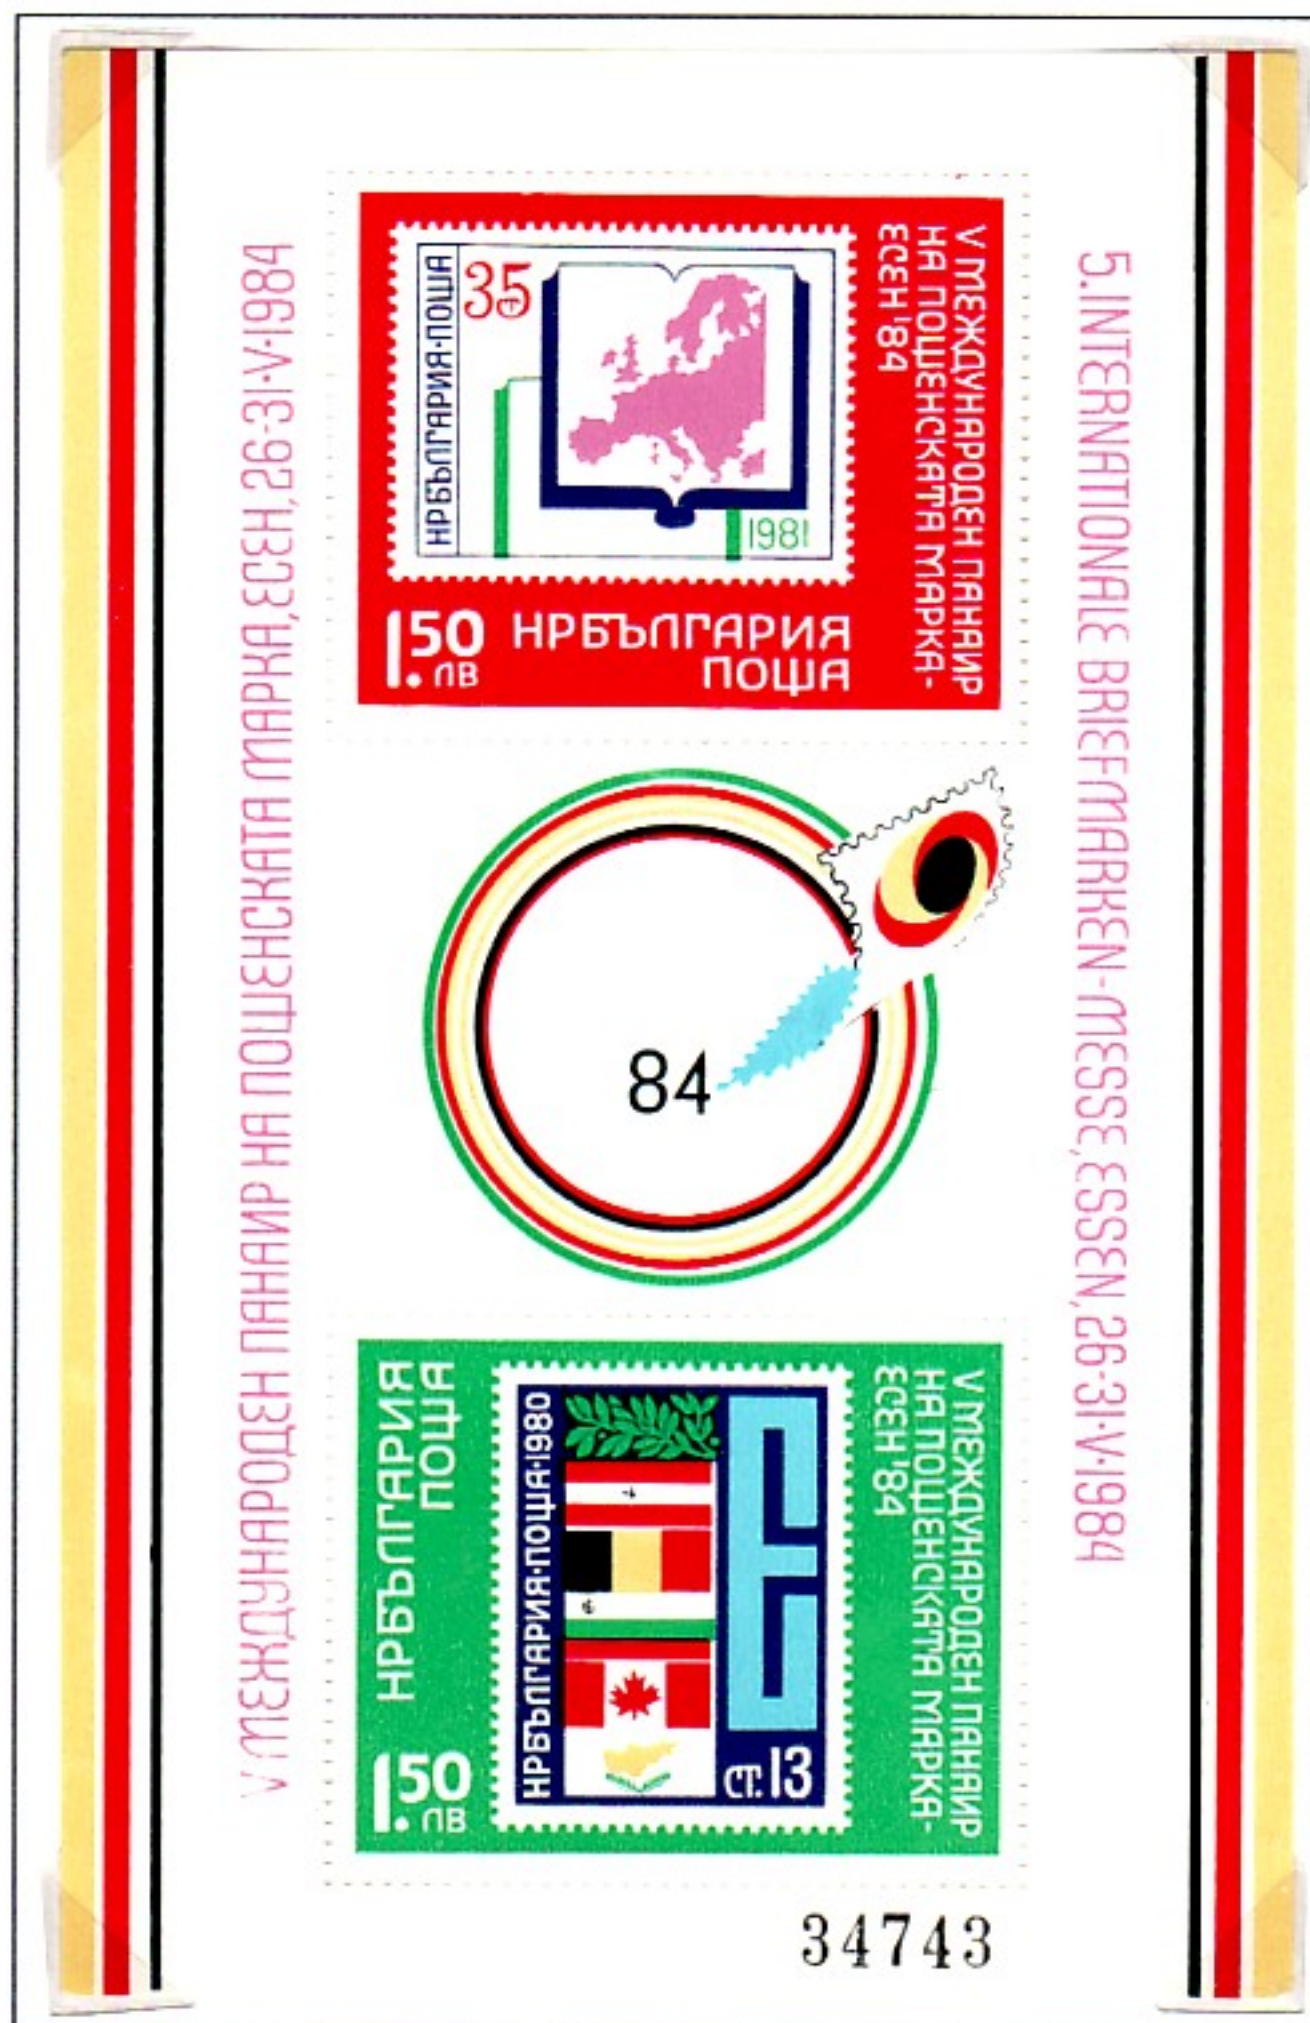 V МЕЖДУНАРОДЕН ПАНАИР НА ПОЩЕНСКАТА МАРКА, ЕСЕН, 26-31·V·1984
НРБЪЛГАРИЯ·ПОЩА
35
СТ
1981
1.50
ЛВ
НРБЪЛГАРИЯ
ПОЩА
V МЕЖДУНАРОДЕН ПАНАИР
НА ПОЩЕНСКАТА МАРКА-
ЕСЕН '84
84
НРБЪЛГАРИЯ
ПОЩА
1.50
ЛВ
НРБЪЛГАРИЯ·ПОЩА·1980
СТ.13
V МЕЖДУНАРОДЕН ПАНАИР
НА ПОЩЕНСКАТА МАРКА-
ЕСЕН '84
5. INTERNATIONALE BRIEFMARKEN-MESSE, ESSEN, 26-31·V·1984
34743